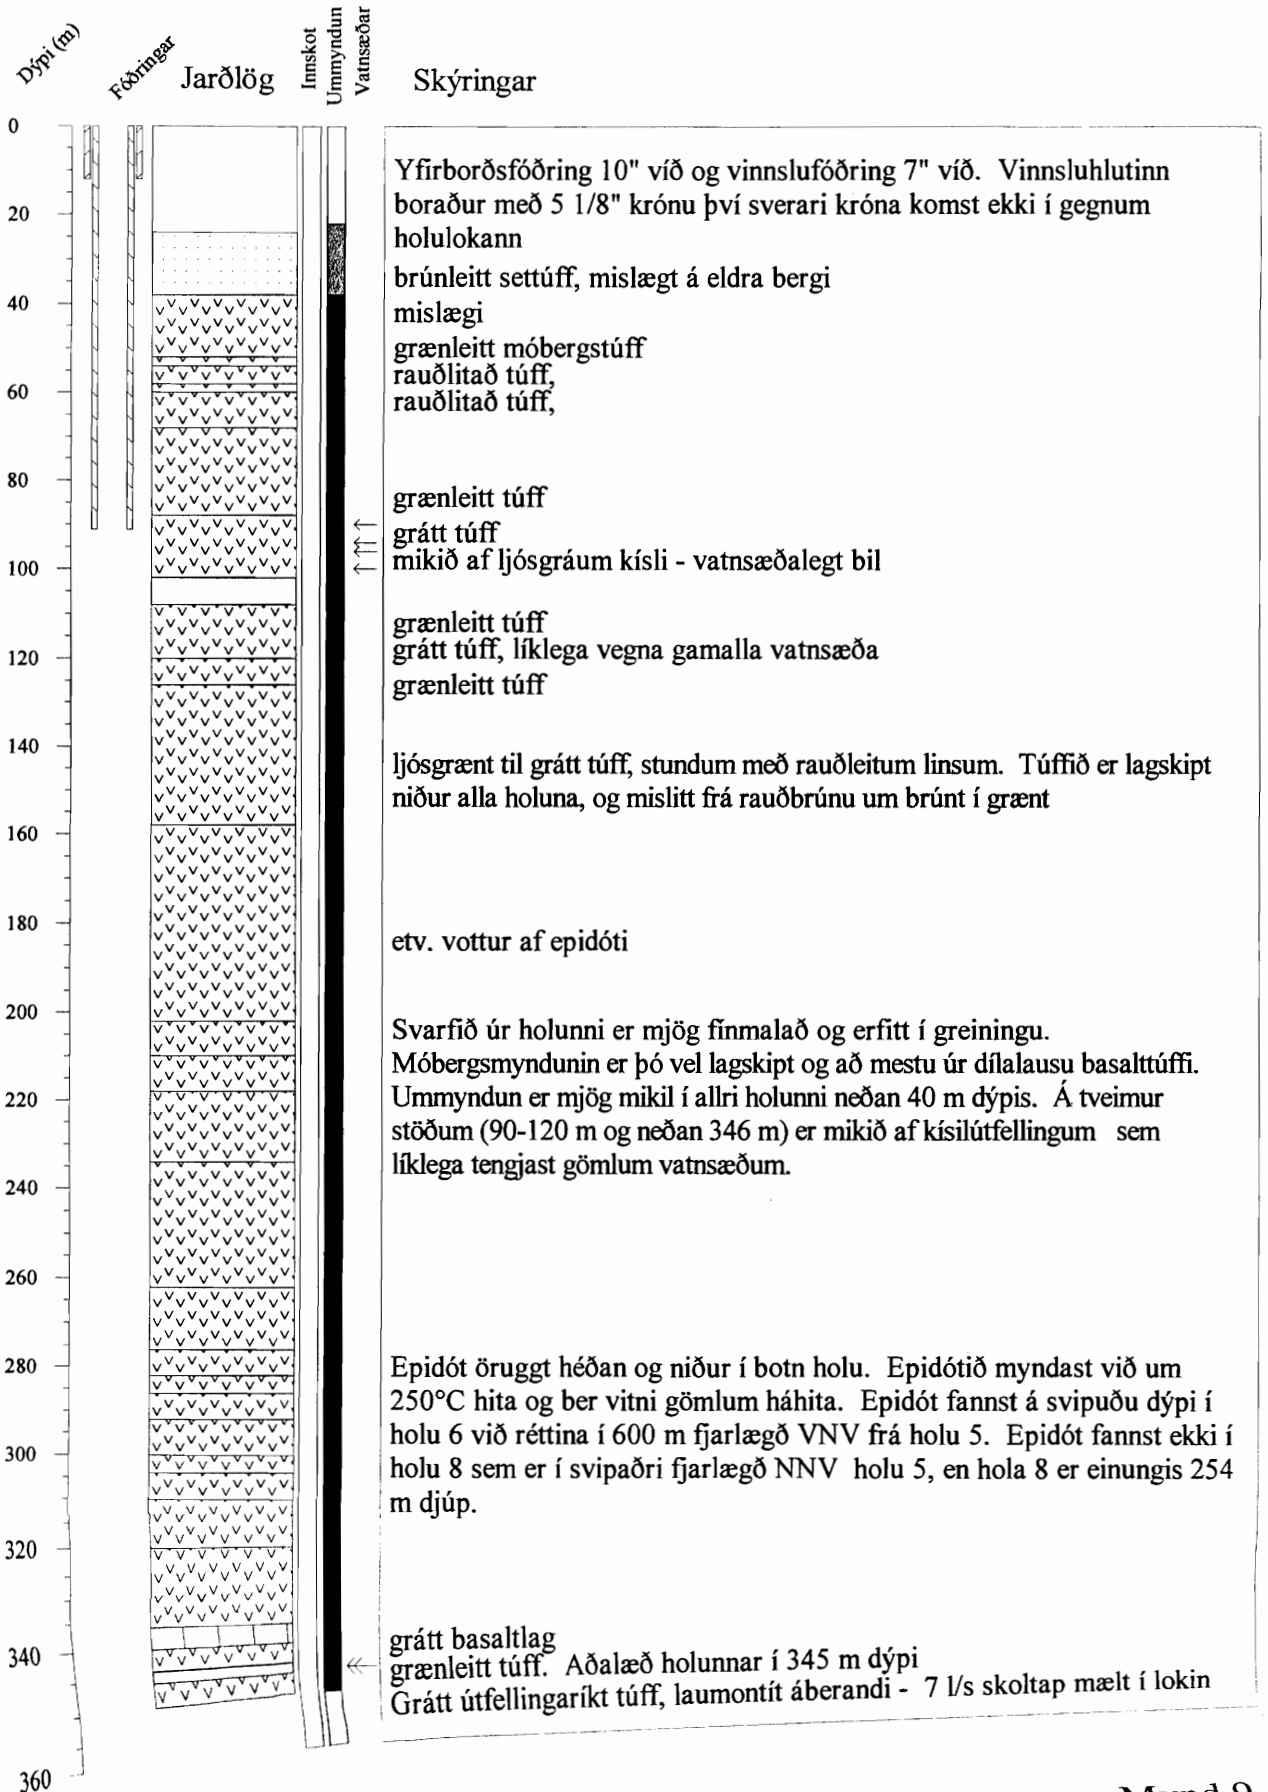 Dýpi (m)
Fóðringar
Jarðlög
Innskot
Ummyndun
Vatnsæðar
Skýringar
0
20
40
60
80
100
120
140
160
180
200
220
240
260
280
300
320
340
360
Yfirborðsfóðring 10" víð og vinnslufóðring 7" víð. Vinnsluhlutinn
boraður með 5 1/8" krónu því sverari króna komst ekki í gegnum
holulokann
brúnleitt settúff, mislægt á eldra bergi
mislægi
grænleitt móbergstúff
rauðlitað túff,
rauðlitað túff,
grænleitt túff
grátt túff
mikið af ljósgráum kísli - vatnsæðalegt bil
grænleitt túff
grátt túff, líklega vegna gamalla vatnsæða
grænleitt túff
ljósgrænt til grátt túff, stundum með rauðleitum linsum. Túffið er lagskipt
niður alla holuna, og mislitt frá rauðbrúnu um brúnt í grænt
etv. vottur af epidóti
Svarfið úr holunni er mjög fínmalað og erfitt í greiningu.
Móbergsmyndunin er þó vel lagskipt og að mestu úr dílalausu basalttúffi.
Ummyndun er mjög mikil í allri holunni neðan 40 m dýpis. Á tveimur
stöðum (90-120 m og neðan 346 m) er mikið af kísilútfellingum sem
líklega tengjast gömlum vatnsæðum.
Epidót öruggt héðan og niður í botn holu. Epidótið myndast við um
250°C hita og ber vitni gömlum háhita. Epidót fannst á svipuðu dýpi í
holu 6 við réttina í 600 m fjarlægð VNV frá holu 5. Epidót fannst ekki í
holu 8 sem er í svipaðri fjarlægð NNV holu 5, en hola 8 er einungis 254
m djúp.
grátt basaltlag
grænleitt túff. Aðalæð holunnar í 345 m dýpi
Grátt útfellingaríkt túff, laumontít áberandi - 7 l/s skoltap mælt í lokin